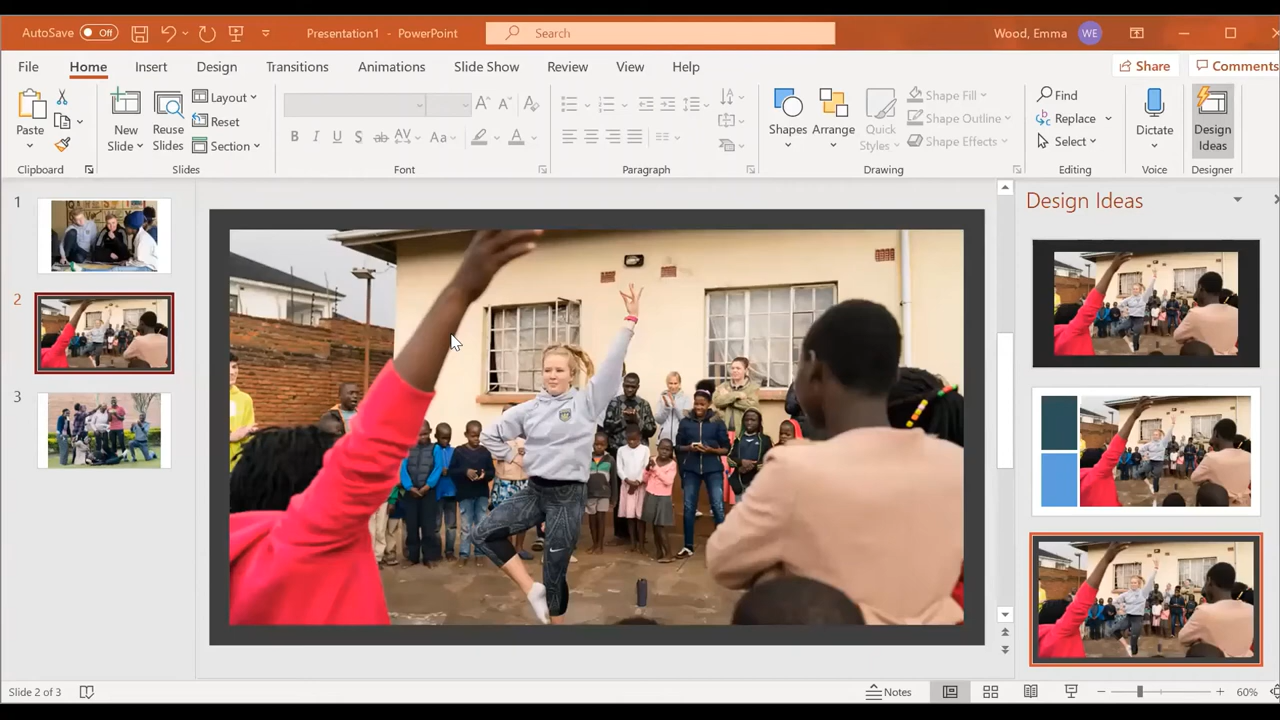 AutoSave Off Presentation1 - PowerPoint Search Wood, Emma WE
File Home Insert Design Transitions Animations Slide Show Review View Help Share Comments
Paste
Clipboard
New Slide
Reuse Slides
Layout
Reset
Section
Slides
B I U S ab AV Aa A
Font
Paragraph
Shapes
Arrange
Quick Styles
Shape Fill
Shape Outline
Shape Effects
Drawing
Find
Replace
Select
Editing
Dictate
Voice
Design Ideas
Designer
1
2
3
Design Ideas
Slide 2 of 3 Notes 60%